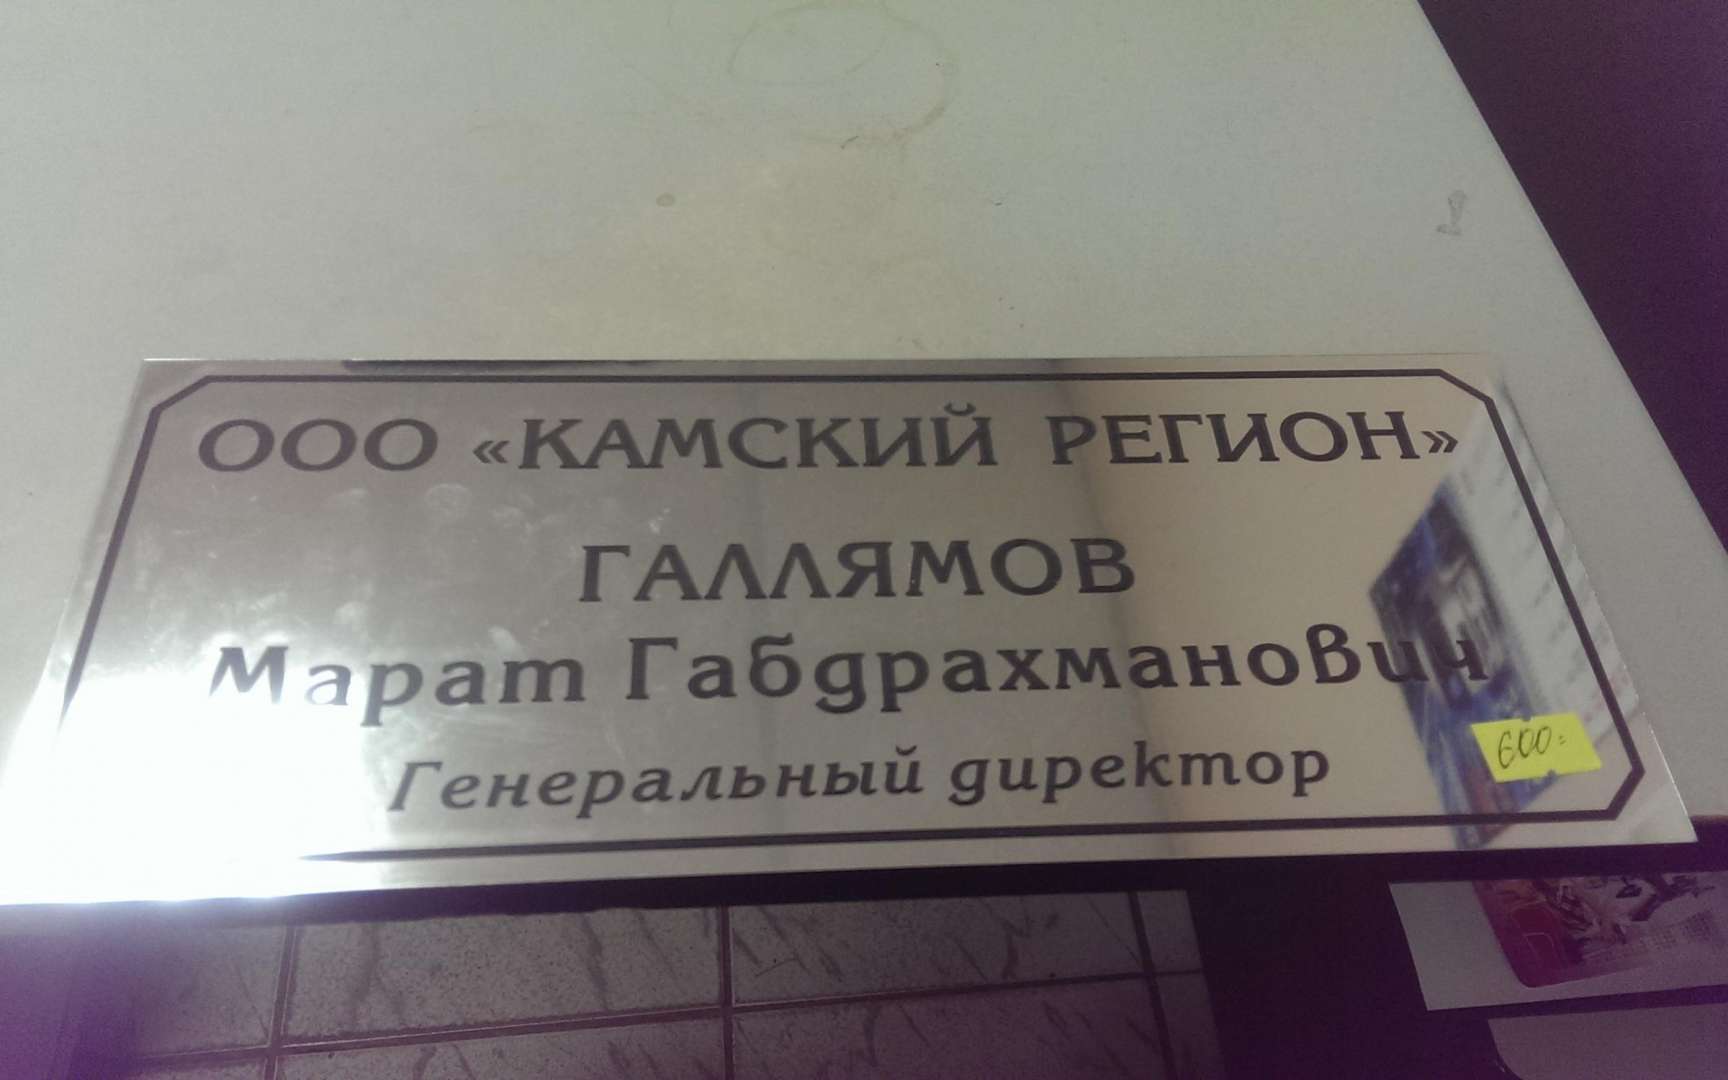 ООО «КАМСКИЙ РЕГИОН»
ГАЛЛЯМОВ
Марат Габдрахманович
Генеральный директор
600=